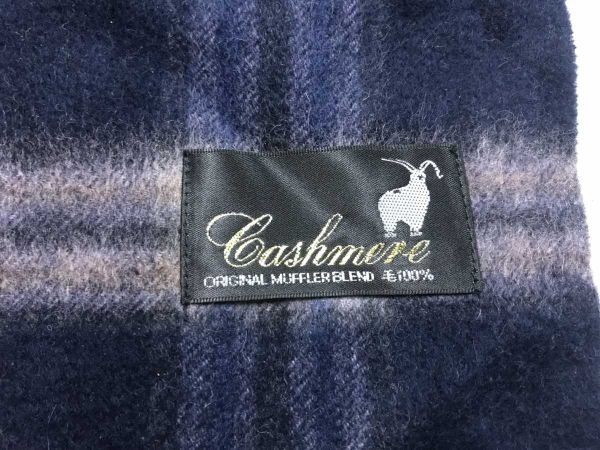 Cashmere
ORIGINAL MUFFLER BLEND 毛100%